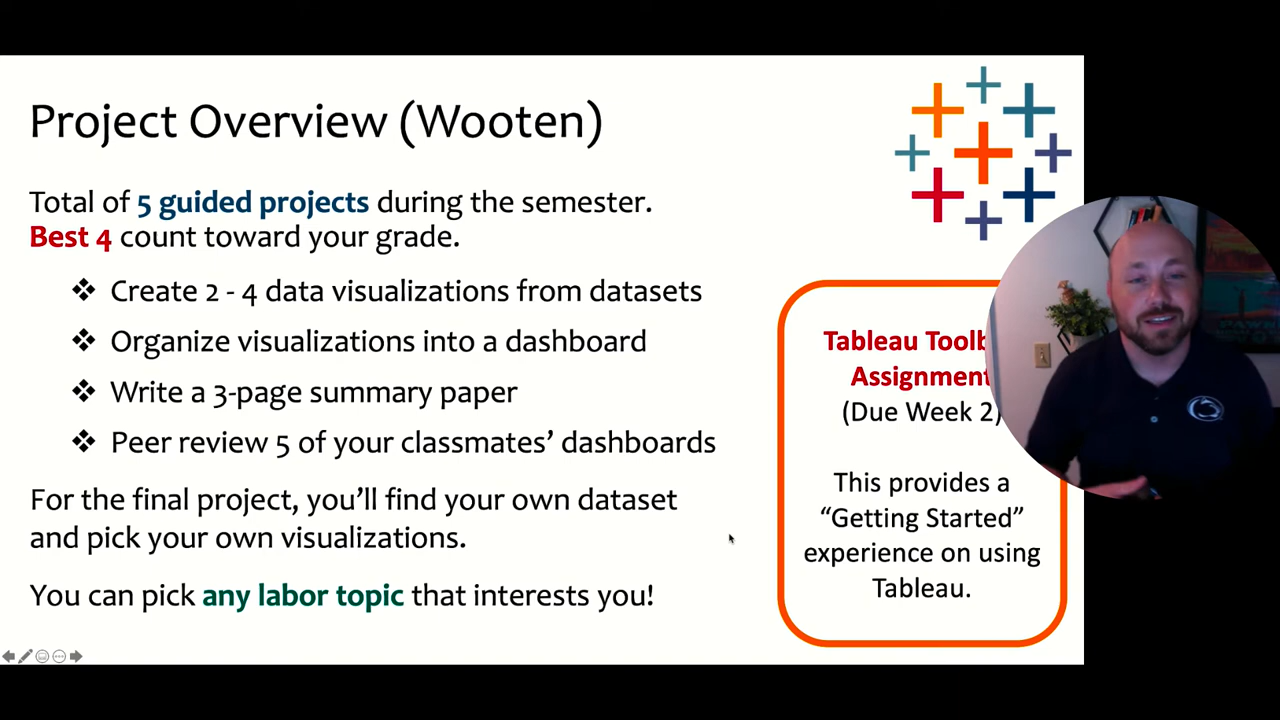 Project Overview (Wooten)
Total of 5 guided projects during the semester.
Best 4 count toward your grade.
❖ Create 2 - 4 data visualizations from datasets
❖ Organize visualizations into a dashboard
❖ Write a 3-page summary paper
❖ Peer review 5 of your classmates’ dashboards
For the final project, you’ll find your own dataset
and pick your own visualizations.
You can pick any labor topic that interests you!
Tableau
Assignment
(Due Week 2)
This provides a
“Getting Started”
experience on using
Tableau.